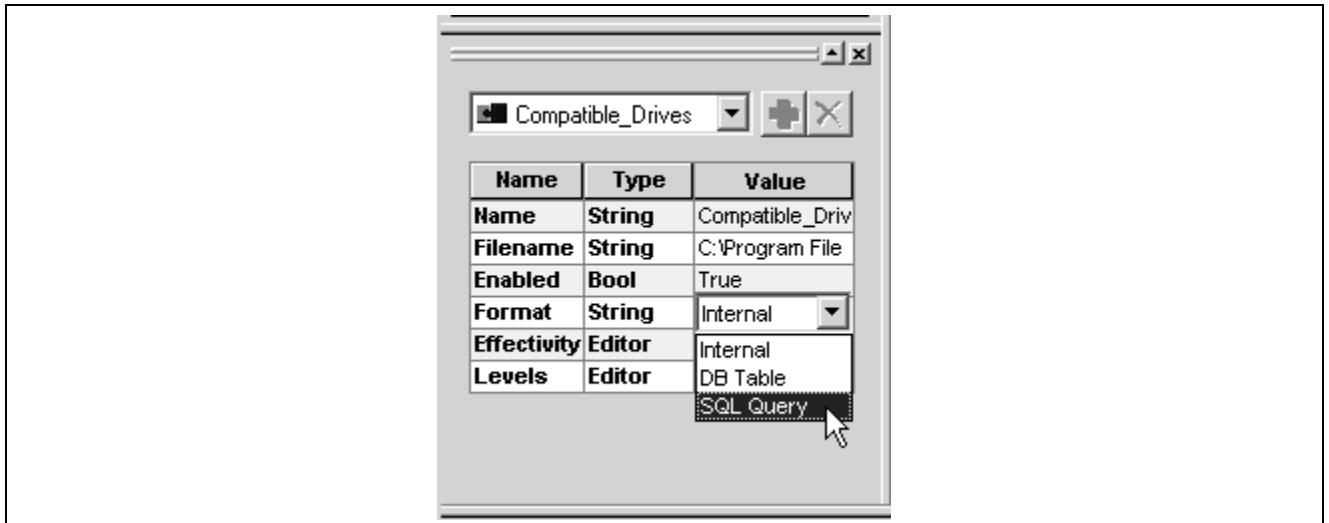 Compatible_Drives
Name Type Value
Name String Compatible_Driv
Filename String C:\Program File
Enabled Bool True
Format String Internal
Effectivity Editor
Levels Editor
Internal
DB Table
SQL Query